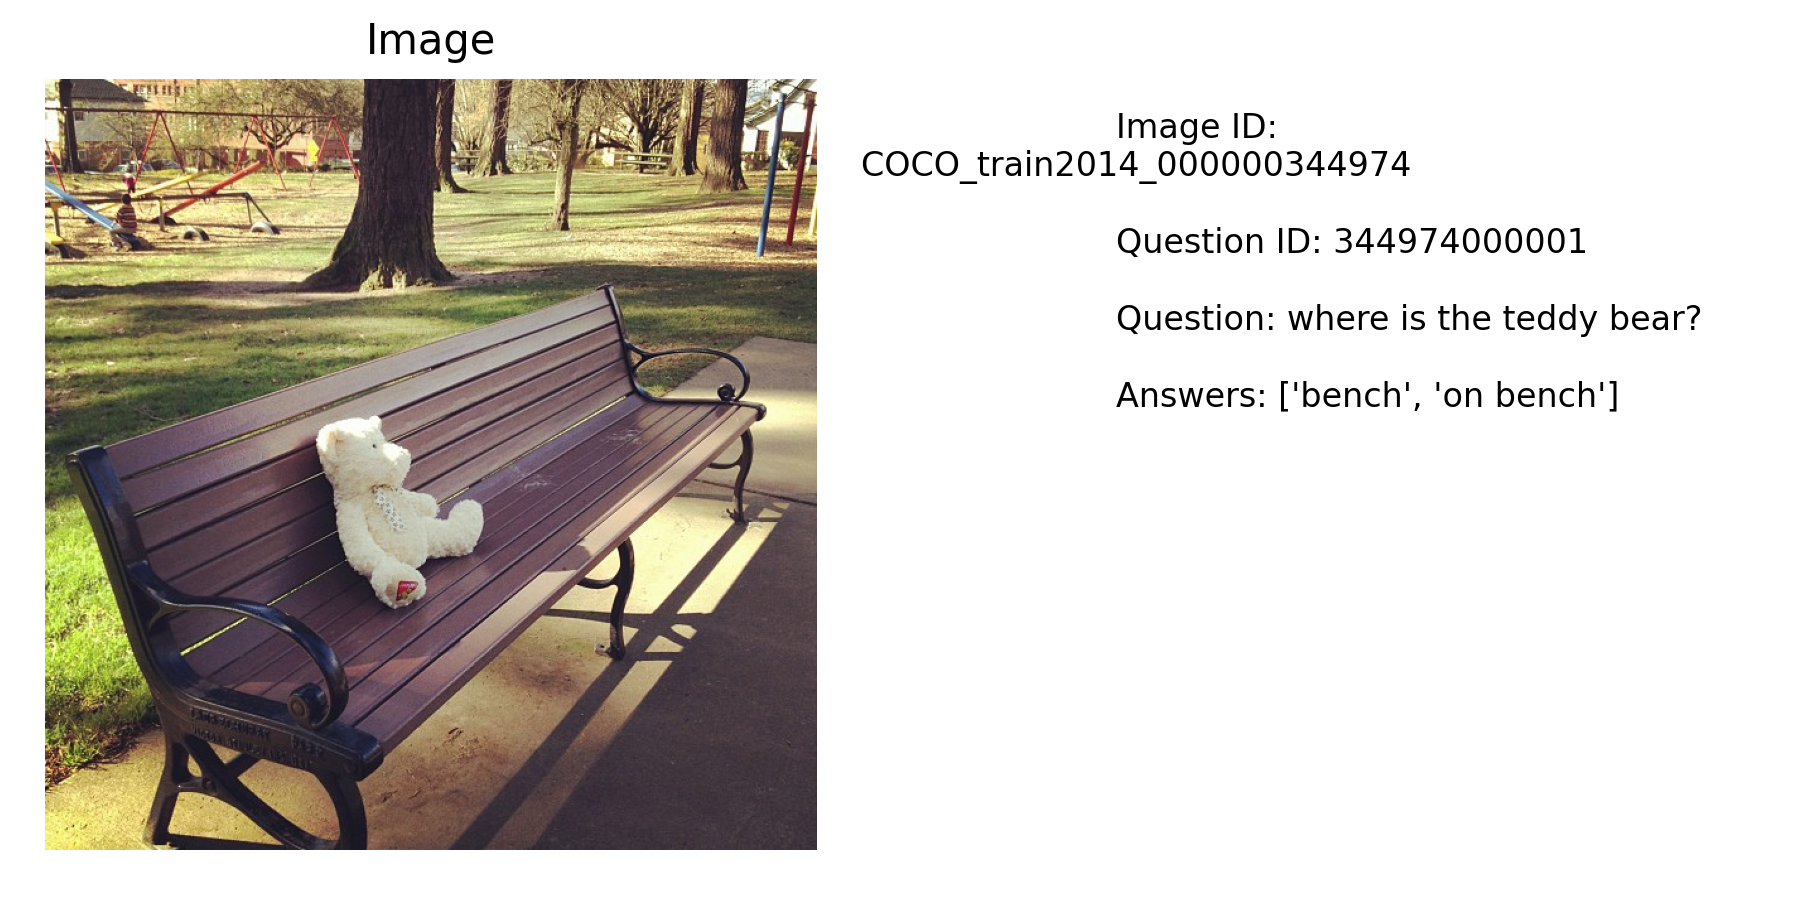 Image
Image ID:
COCO_train2014_000000344974
Question ID: 344974000001
Question: where is the teddy bear?
Answers: ['bench', 'on bench']